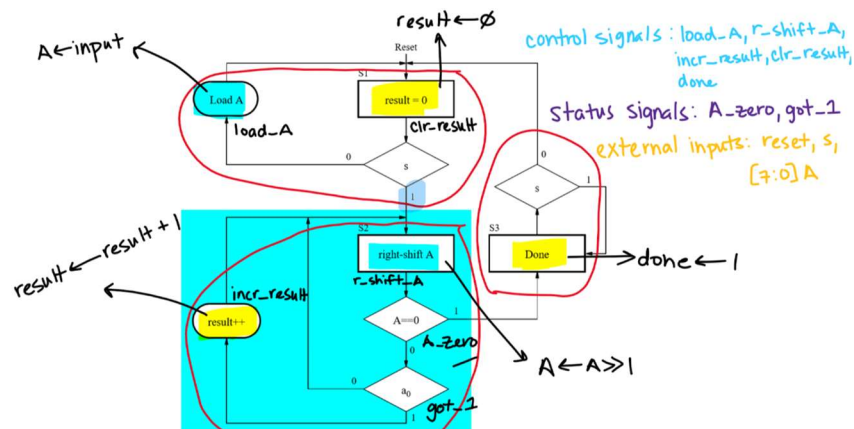 result←0
A←input
control signals: load_A, r_shift_A,
incr_result, clr_result,
done
status signals: A_zero, got_1
external inputs: reset, s,
[7:0] A
Reset
S1
Load A
result = 0
load_A
clr_result
0
s
1
0
s
1
result←result+1
S2
right-shift A
r_shift_A
S3
Done
done←1
incr_result
result++
A==0
1
A_zero
0
A←A>>1
0
a0
got_1
1